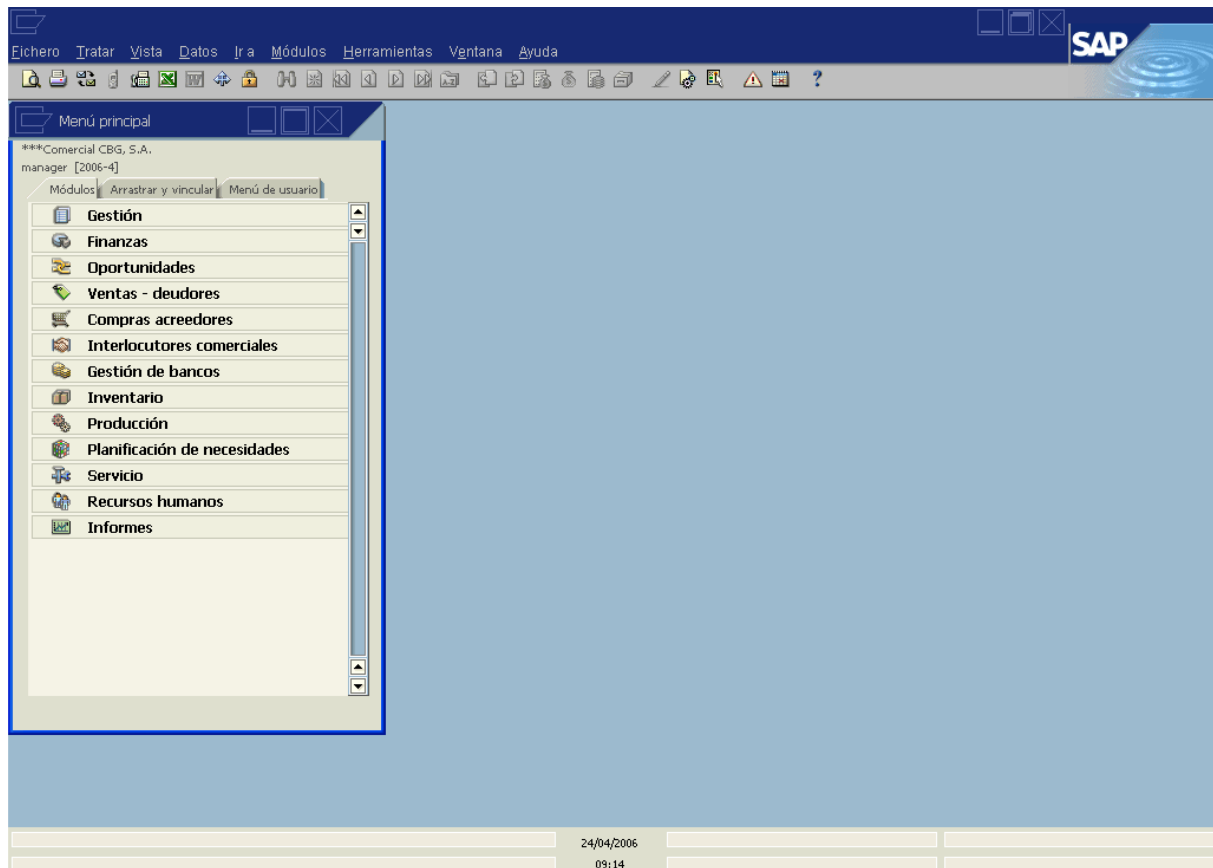 Fichero Tratar Vista Datos Ir a Módulos Herramientas Ventana Ayuda
SAP
Menú principal
***Comercial CBG, S.A.
manager [2006-4]
Módulos Arrastrar y vincular Menú de usuario
Gestión
Finanzas
Oportunidades
Ventas - deudores
Compras acreedores
Interlocutores comerciales
Gestión de bancos
Inventario
Producción
Planificación de necesidades
Servicio
Recursos humanos
Informes
24/04/2006
09:14